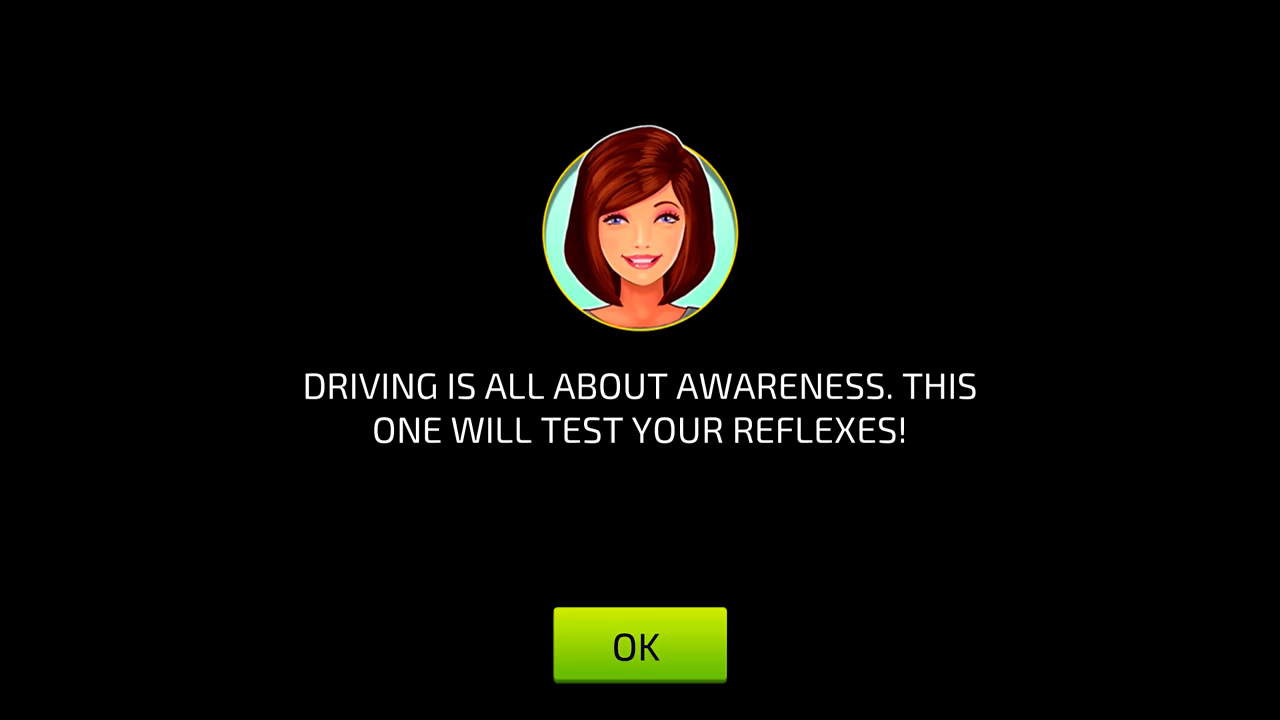 DRIVING IS ALL ABOUT AWARENESS. THIS
ONE WILL TEST YOUR REFLEXES!
OK